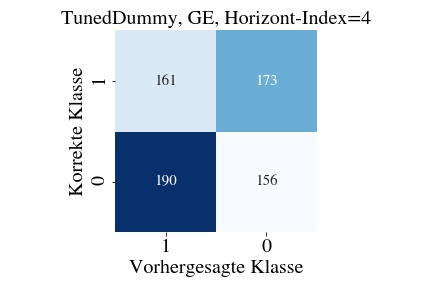 TunedDummy, GE, Horizont-Index=4
Korrekte Klasse
1
161
173
0
190
156
1
0
Vorhergesagte Klasse